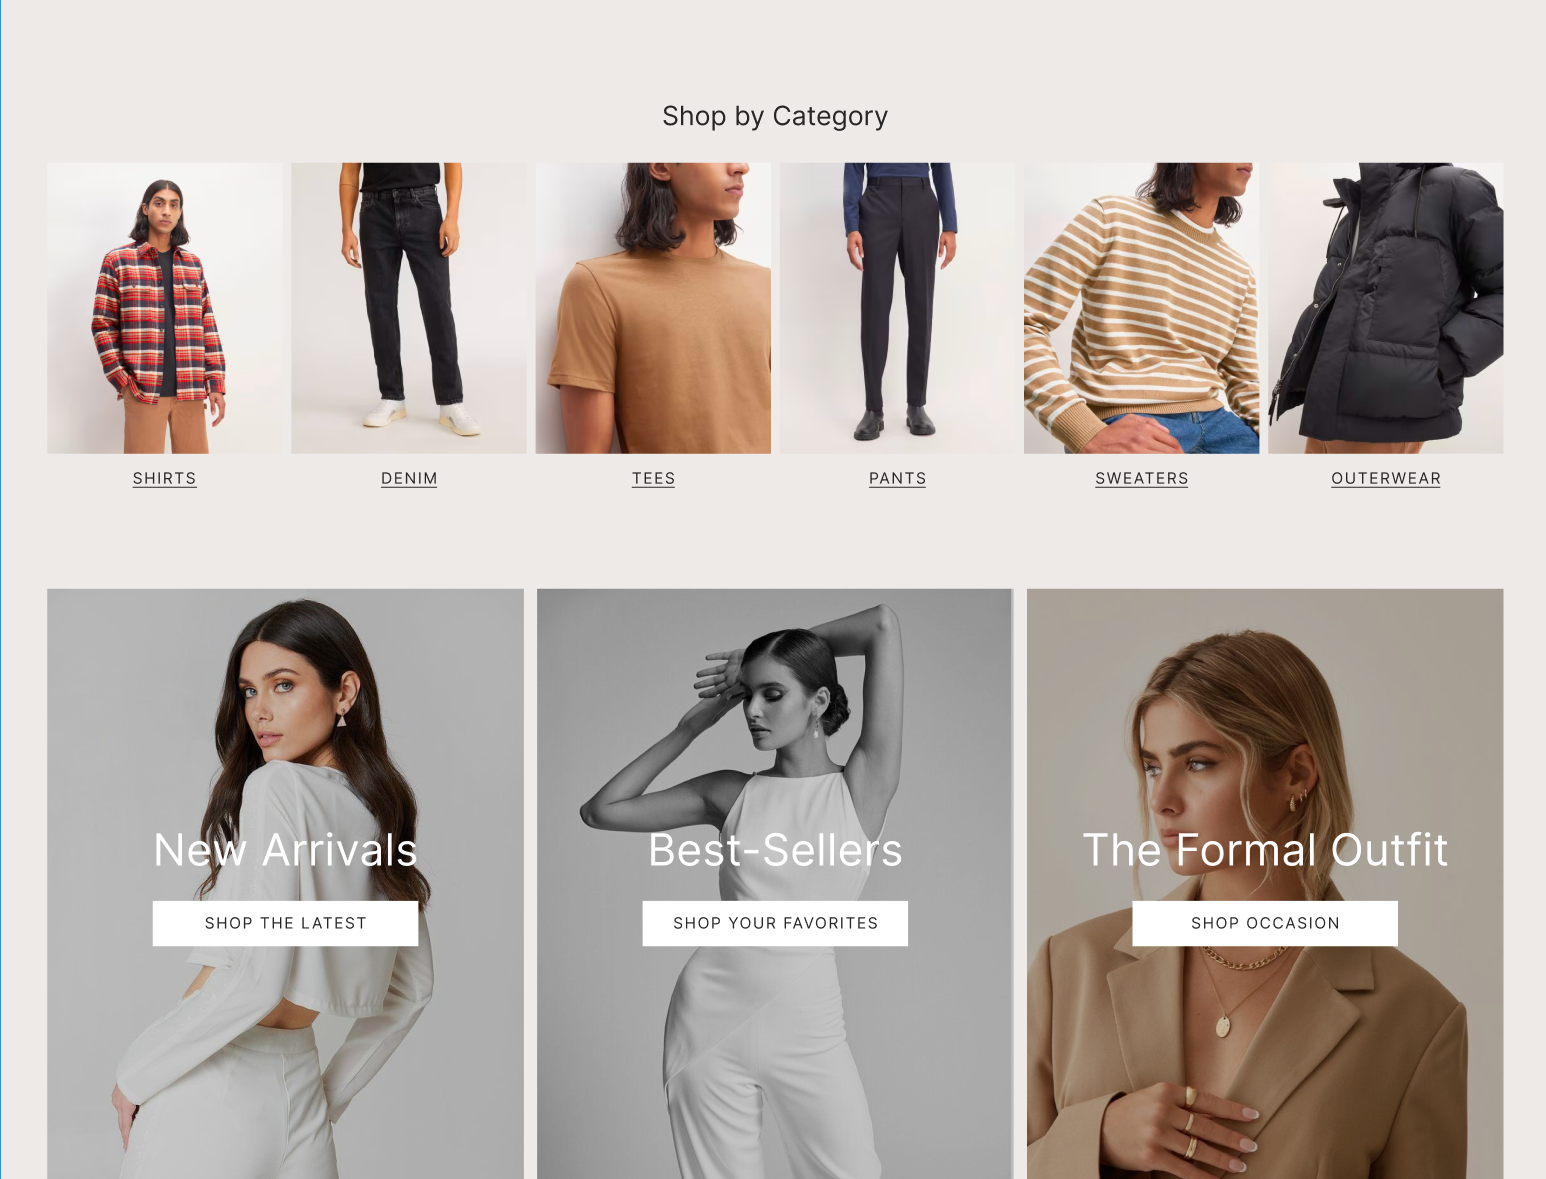 Shop by Category
SHIRTS
DENIM
TEES
PANTS
SWEATERS
OUTERWEAR
New Arrivals
SHOP THE LATEST
Best-Sellers
SHOP YOUR FAVORITES
The Formal Outfit
SHOP OCCASION